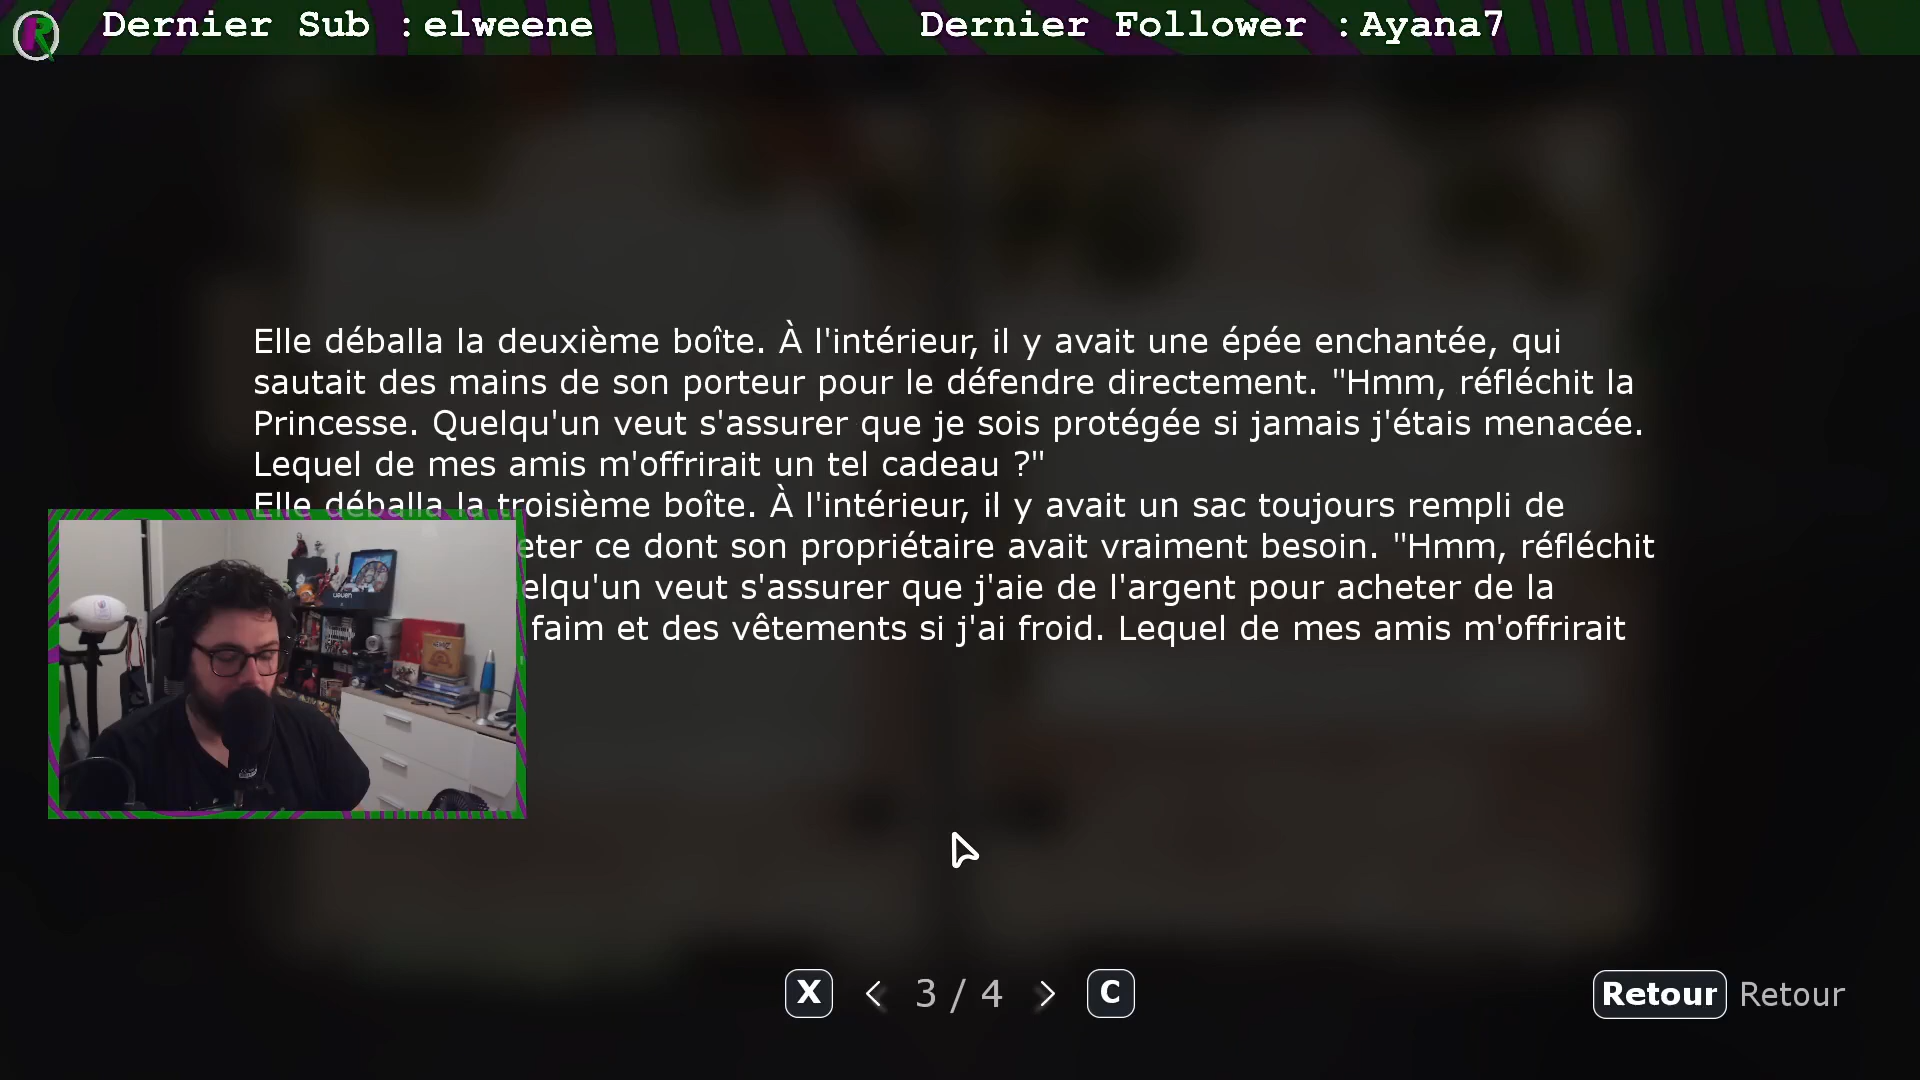 Dernier Sub : elweene
Dernier Follower : Ayana7
Elle déballa la deuxième boîte. À l'intérieur, il y avait une épée enchantée, qui
sautait des mains de son porteur pour le défendre directement. "Hmm, réfléchit la
Princesse. Quelqu'un veut s'assurer que je sois protégée si jamais j'étais menacée.
Lequel de mes amis m'offrirait un tel cadeau ?"
Elle déballa la troisième boîte. À l'intérieur, il y avait un sac toujours rempli de
eter ce dont son propriétaire avait vraiment besoin. "Hmm, réfléchit
elqu'un veut s'assurer que j'aie de l'argent pour acheter de la
faim et des vêtements si j'ai froid. Lequel de mes amis m'offrirait
X < 3 / 4 > C
Retour Retour